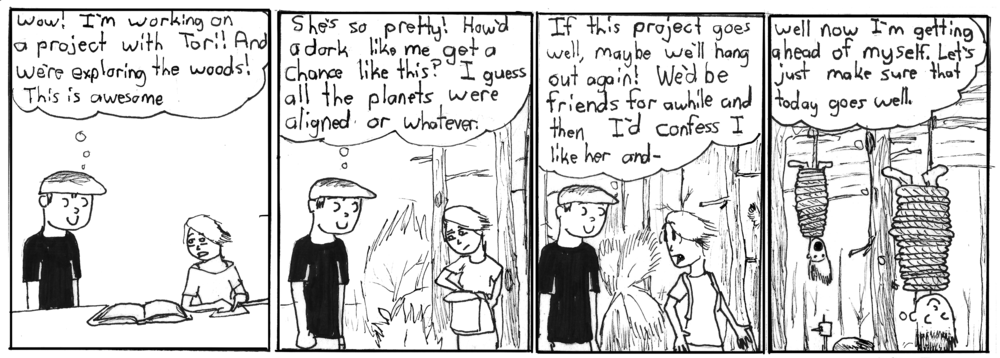 Wow! I'm working on
a project with Tori! And
we're exploring the woods!
This is awesome
She's so pretty! How'd
a dork like me get a
chance like this? I guess
all the planets were
aligned or whatever.
If this project goes
well, maybe we'll hang
out again! We'd be
friends for awhile and
then I'd confess I
like her and-
well now I'm getting
ahead of myself. Let's
just make sure that
today goes well.